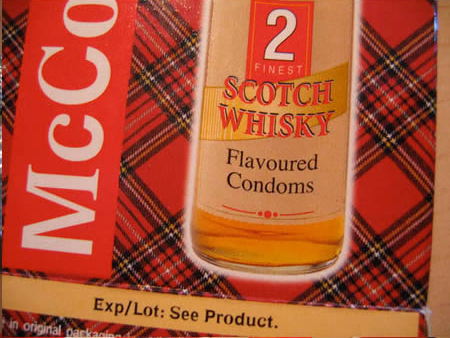 McCo
2
FINEST
SCOTCH
WHISKY
Flavoured
Condoms
Exp/Lot: See Product.
in original packaging